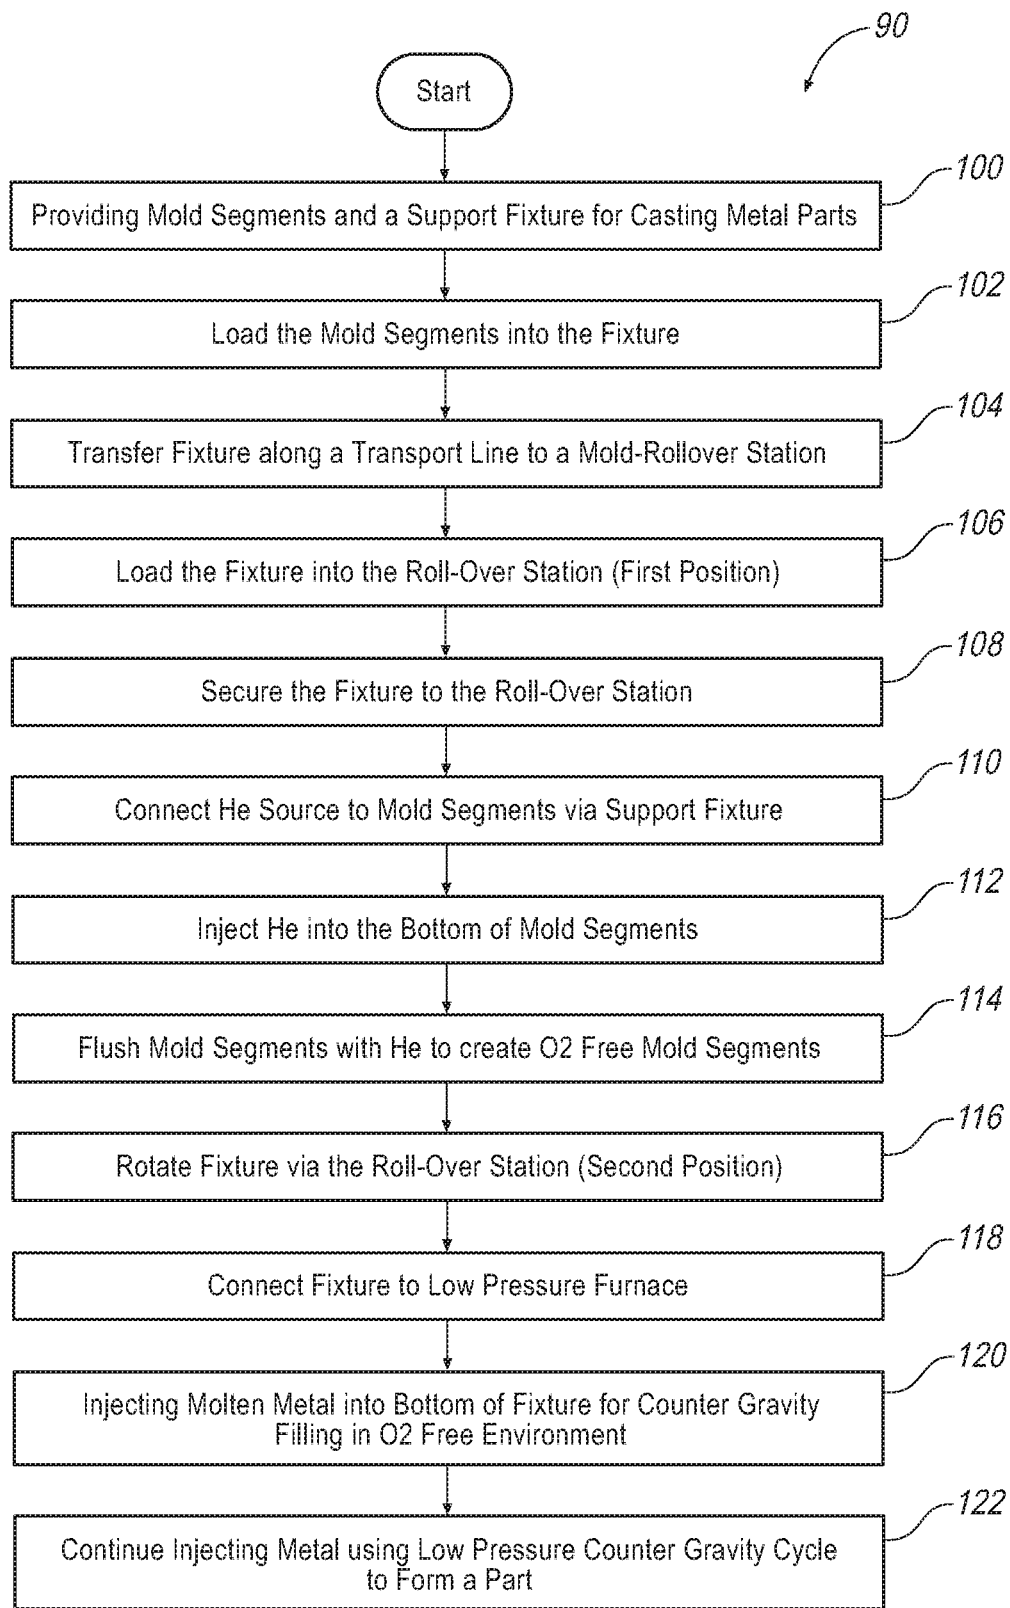 90
Start
100
Providing Mold Segments and a Support Fixture for Casting Metal Parts
102
Load the Mold Segments into the Fixture
104
Transfer Fixture along a Transport Line to a Mold-Rollover Station
106
Load the Fixture into the Roll-Over Station (First Position)
108
Secure the Fixture to the Roll-Over Station
110
Connect He Source to Mold Segments via Support Fixture
112
Inject He into the Bottom of Mold Segments
114
Flush Mold Segments with He to create O2 Free Mold Segments
116
Rotate Fixture via the Roll-Over Station (Second Position)
118
Connect Fixture to Low Pressure Furnace
120
Injecting Molten Metal into Bottom of Fixture for Counter Gravity
Filling in O2 Free Environment
122
Continue Injecting Metal using Low Pressure Counter Gravity Cycle
to Form a Part